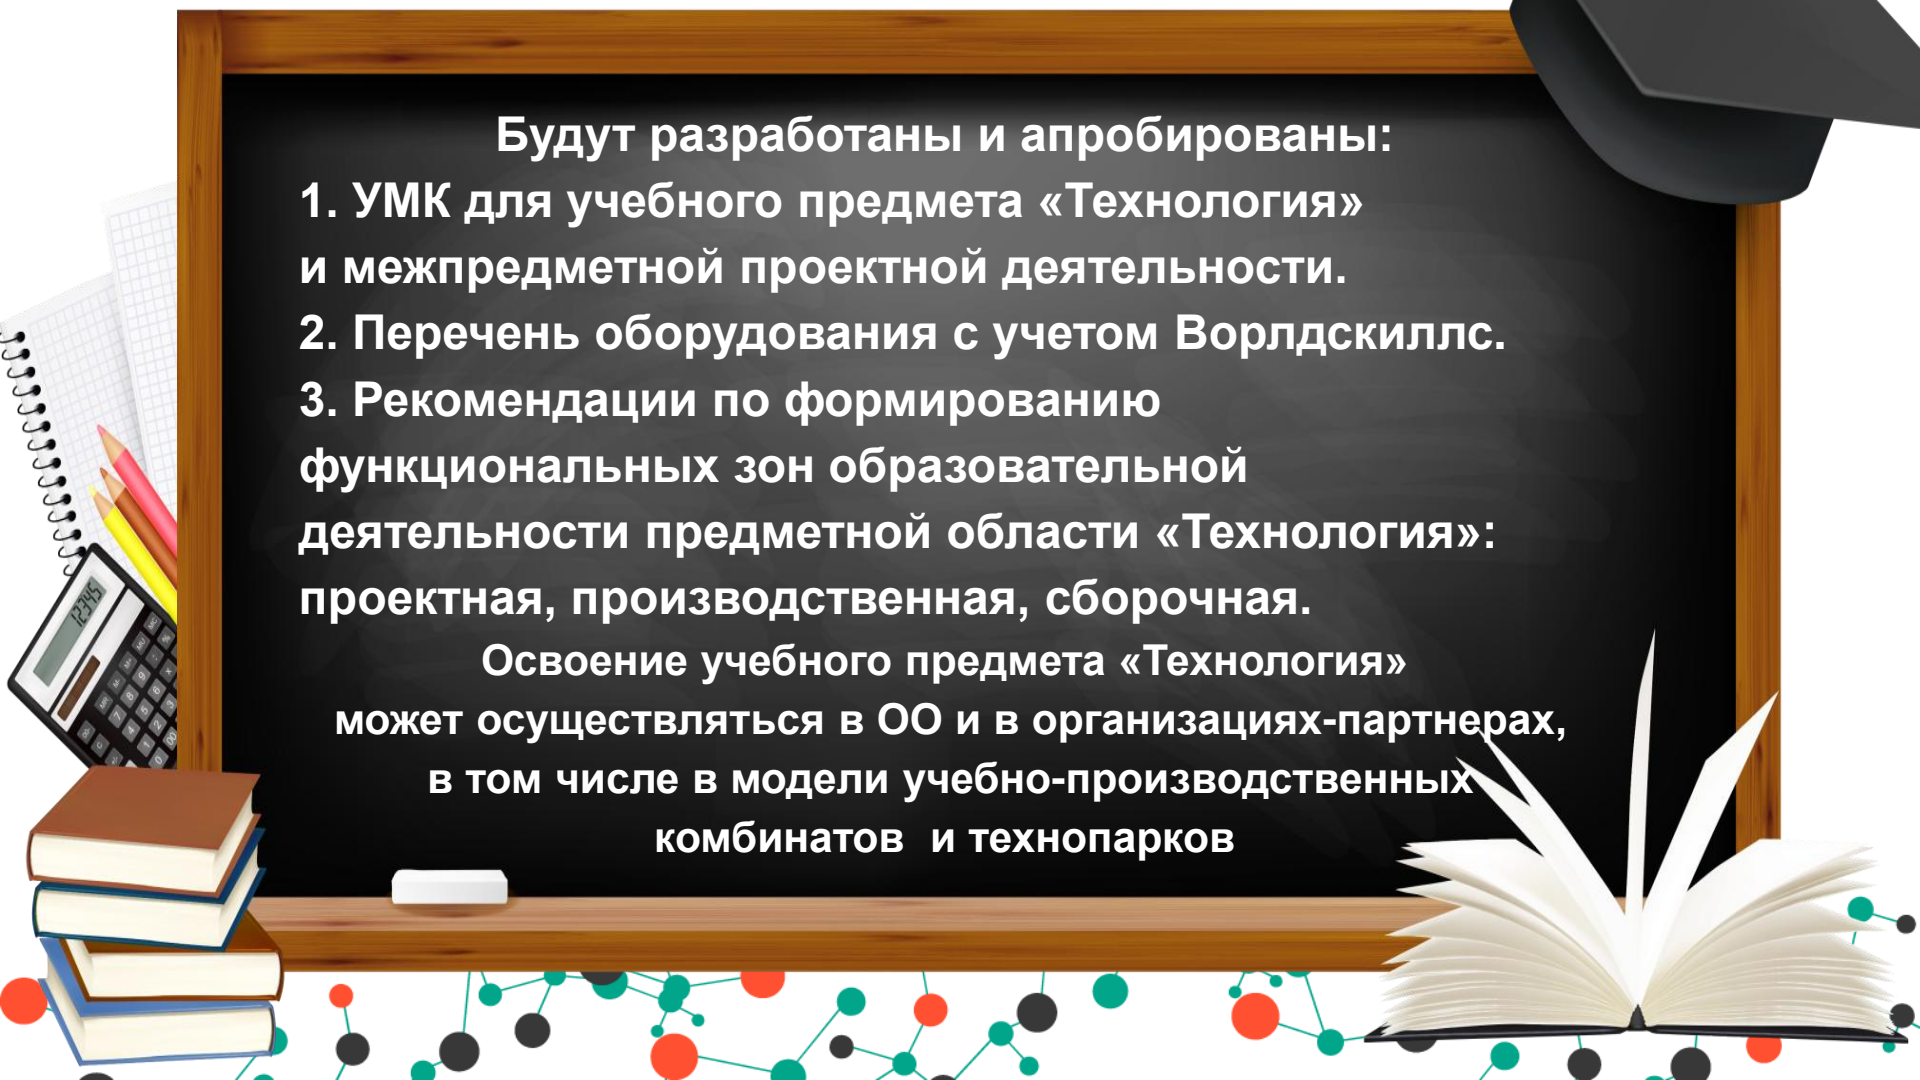 Будут разработаны и апробированы:
1. УМК для учебного предмета «Технология»
и межпредметной проектной деятельности.
2. Перечень оборудования с учетом Ворлдскиллс.
3. Рекомендации по формированию
функциональных зон образовательной
деятельности предметной области «Технология»:
проектная, производственная, сборочная.
Освоение учебного предмета «Технология»
может осуществляться в ОО и в организациях-партнерах,
в том числе в модели учебно-производственных
комбинатов и технопарков
12345